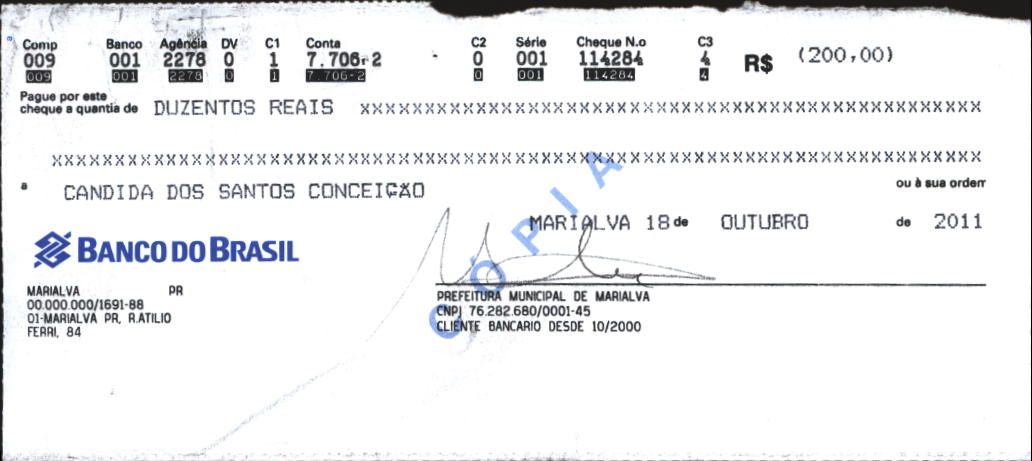 Comp Banco Agência DV C1 Conta C2 Série Cheque N.o C3
009 001 2278 0 1 7.706-2 0 001 114284 4 R$ (200,00)
009 001 2278 0 1 7.706-2 0 001 114284 4
Pague por este
cheque a quantia de DUZENTOS REAIS xxxxxxxxxxxxxxxxxxxxxxxxxxxxxxxxxxxxxxxxxxxxxxxxxxxxxxxxx
xxxxxxxxxxxxxxxxxxxxxxxxxxxxxxxxxxxxxxxxxxxxxxxxxxxxxxxxxxxxxxxxxxxxxxxxxxxxxxx
a CANDIDA DOS SANTOS CONCEIÇÃO ou à sua ordem
MARIALVA 18 de OUTUBRO de 2011
BANCO DO BRASIL
CÓPIA
MARIALVA PR
00.000.000/1691-88
01-MARIALVA PR, R.ATILIO
FERRI, 84
PREFEITURA MUNICIPAL DE MARIALVA
CNPJ 76.282.680/0001-45
CLIENTE BANCARIO DESDE 10/2000